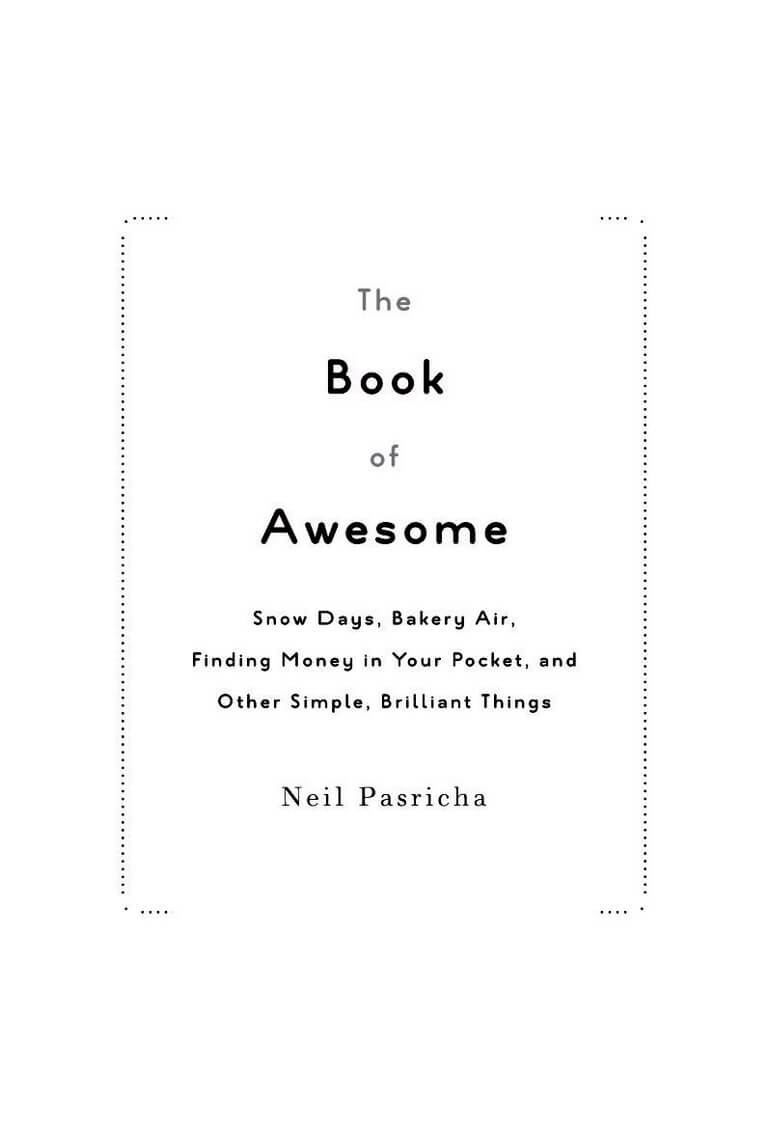 The
Book
of
Awesome
Snow Days, Bakery Air,
Finding Money in Your Pocket, and
Other Simple, Brilliant Things
Neil Pasricha